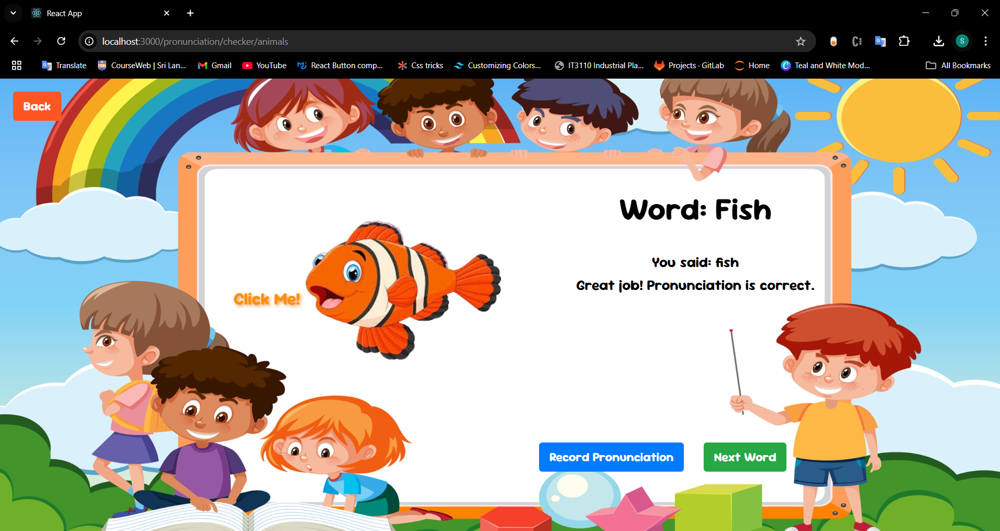 React App
localhost:3000/pronunciation/checker/animals
S
Translate
CourseWeb | Sri Lan...
Gmail
YouTube
React Button comp...
Css tricks
Customizing Colors...
IT3110 Industrial Pla...
Projects · GitLab
Home
Teal and White Mod...
All Bookmarks
Back
Word: Fish
You said: fish
Great job! Pronunciation is correct.
Click Me!
Record Pronunciation
Next Word